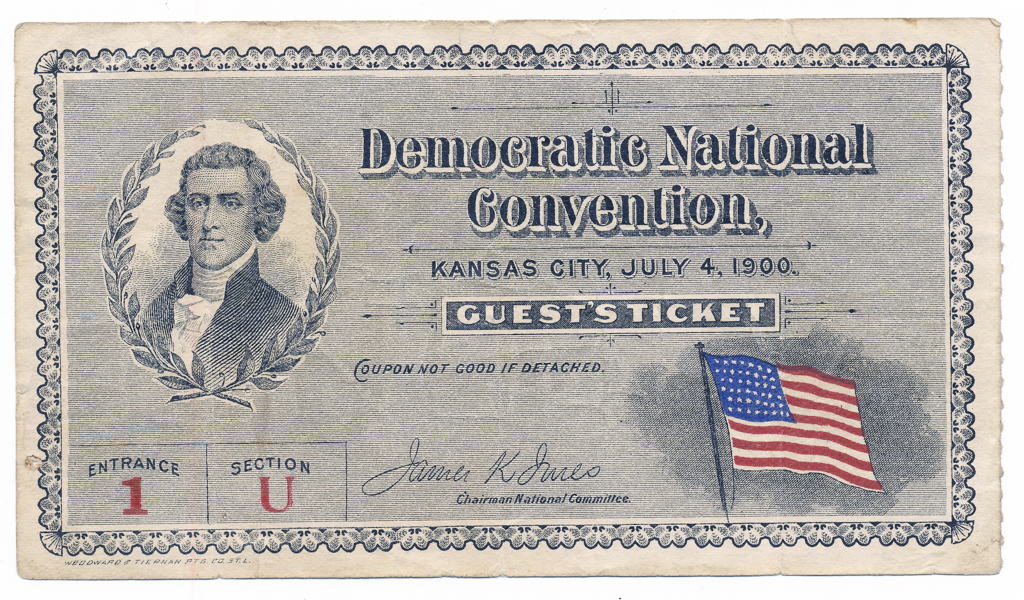 Democratic National
Convention,
KANSAS CITY, JULY 4, 1900.
GUEST'S TICKET
COUPON NOT GOOD IF DETACHED.
ENTRANCE
1
SECTION
U
James K Jones
Chairman National Committee.
WOODWARD & TIERNAN PTG. CO. ST. L.